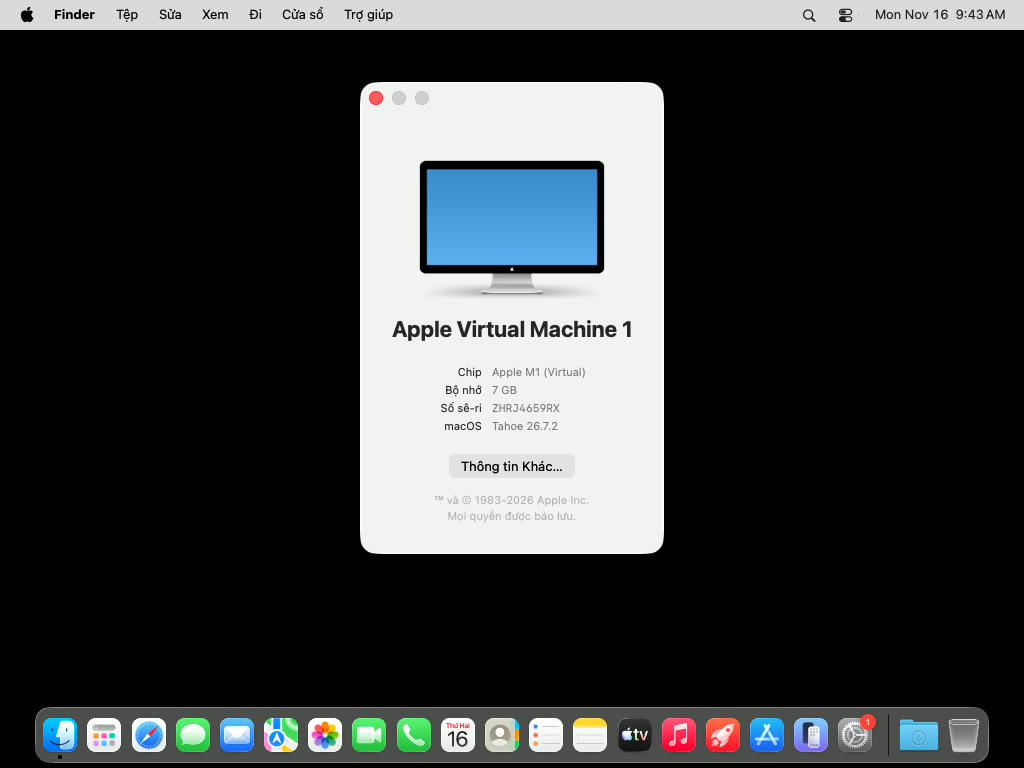 Finder Tệp Sửa Xem Đi Cửa sổ Trợ giúp Mon Nov 16 9:43 AM
Apple Virtual Machine 1
Chip Apple M1 (Virtual)
Bộ nhớ 7 GB
Số sê-ri ZHRJ4659RX
macOS Tahoe 26.7.2
Thông tin Khác...
™ và © 1983-2026 Apple Inc.
Mọi quyền được bảo lưu.
Thứ Hai
16
tv
1